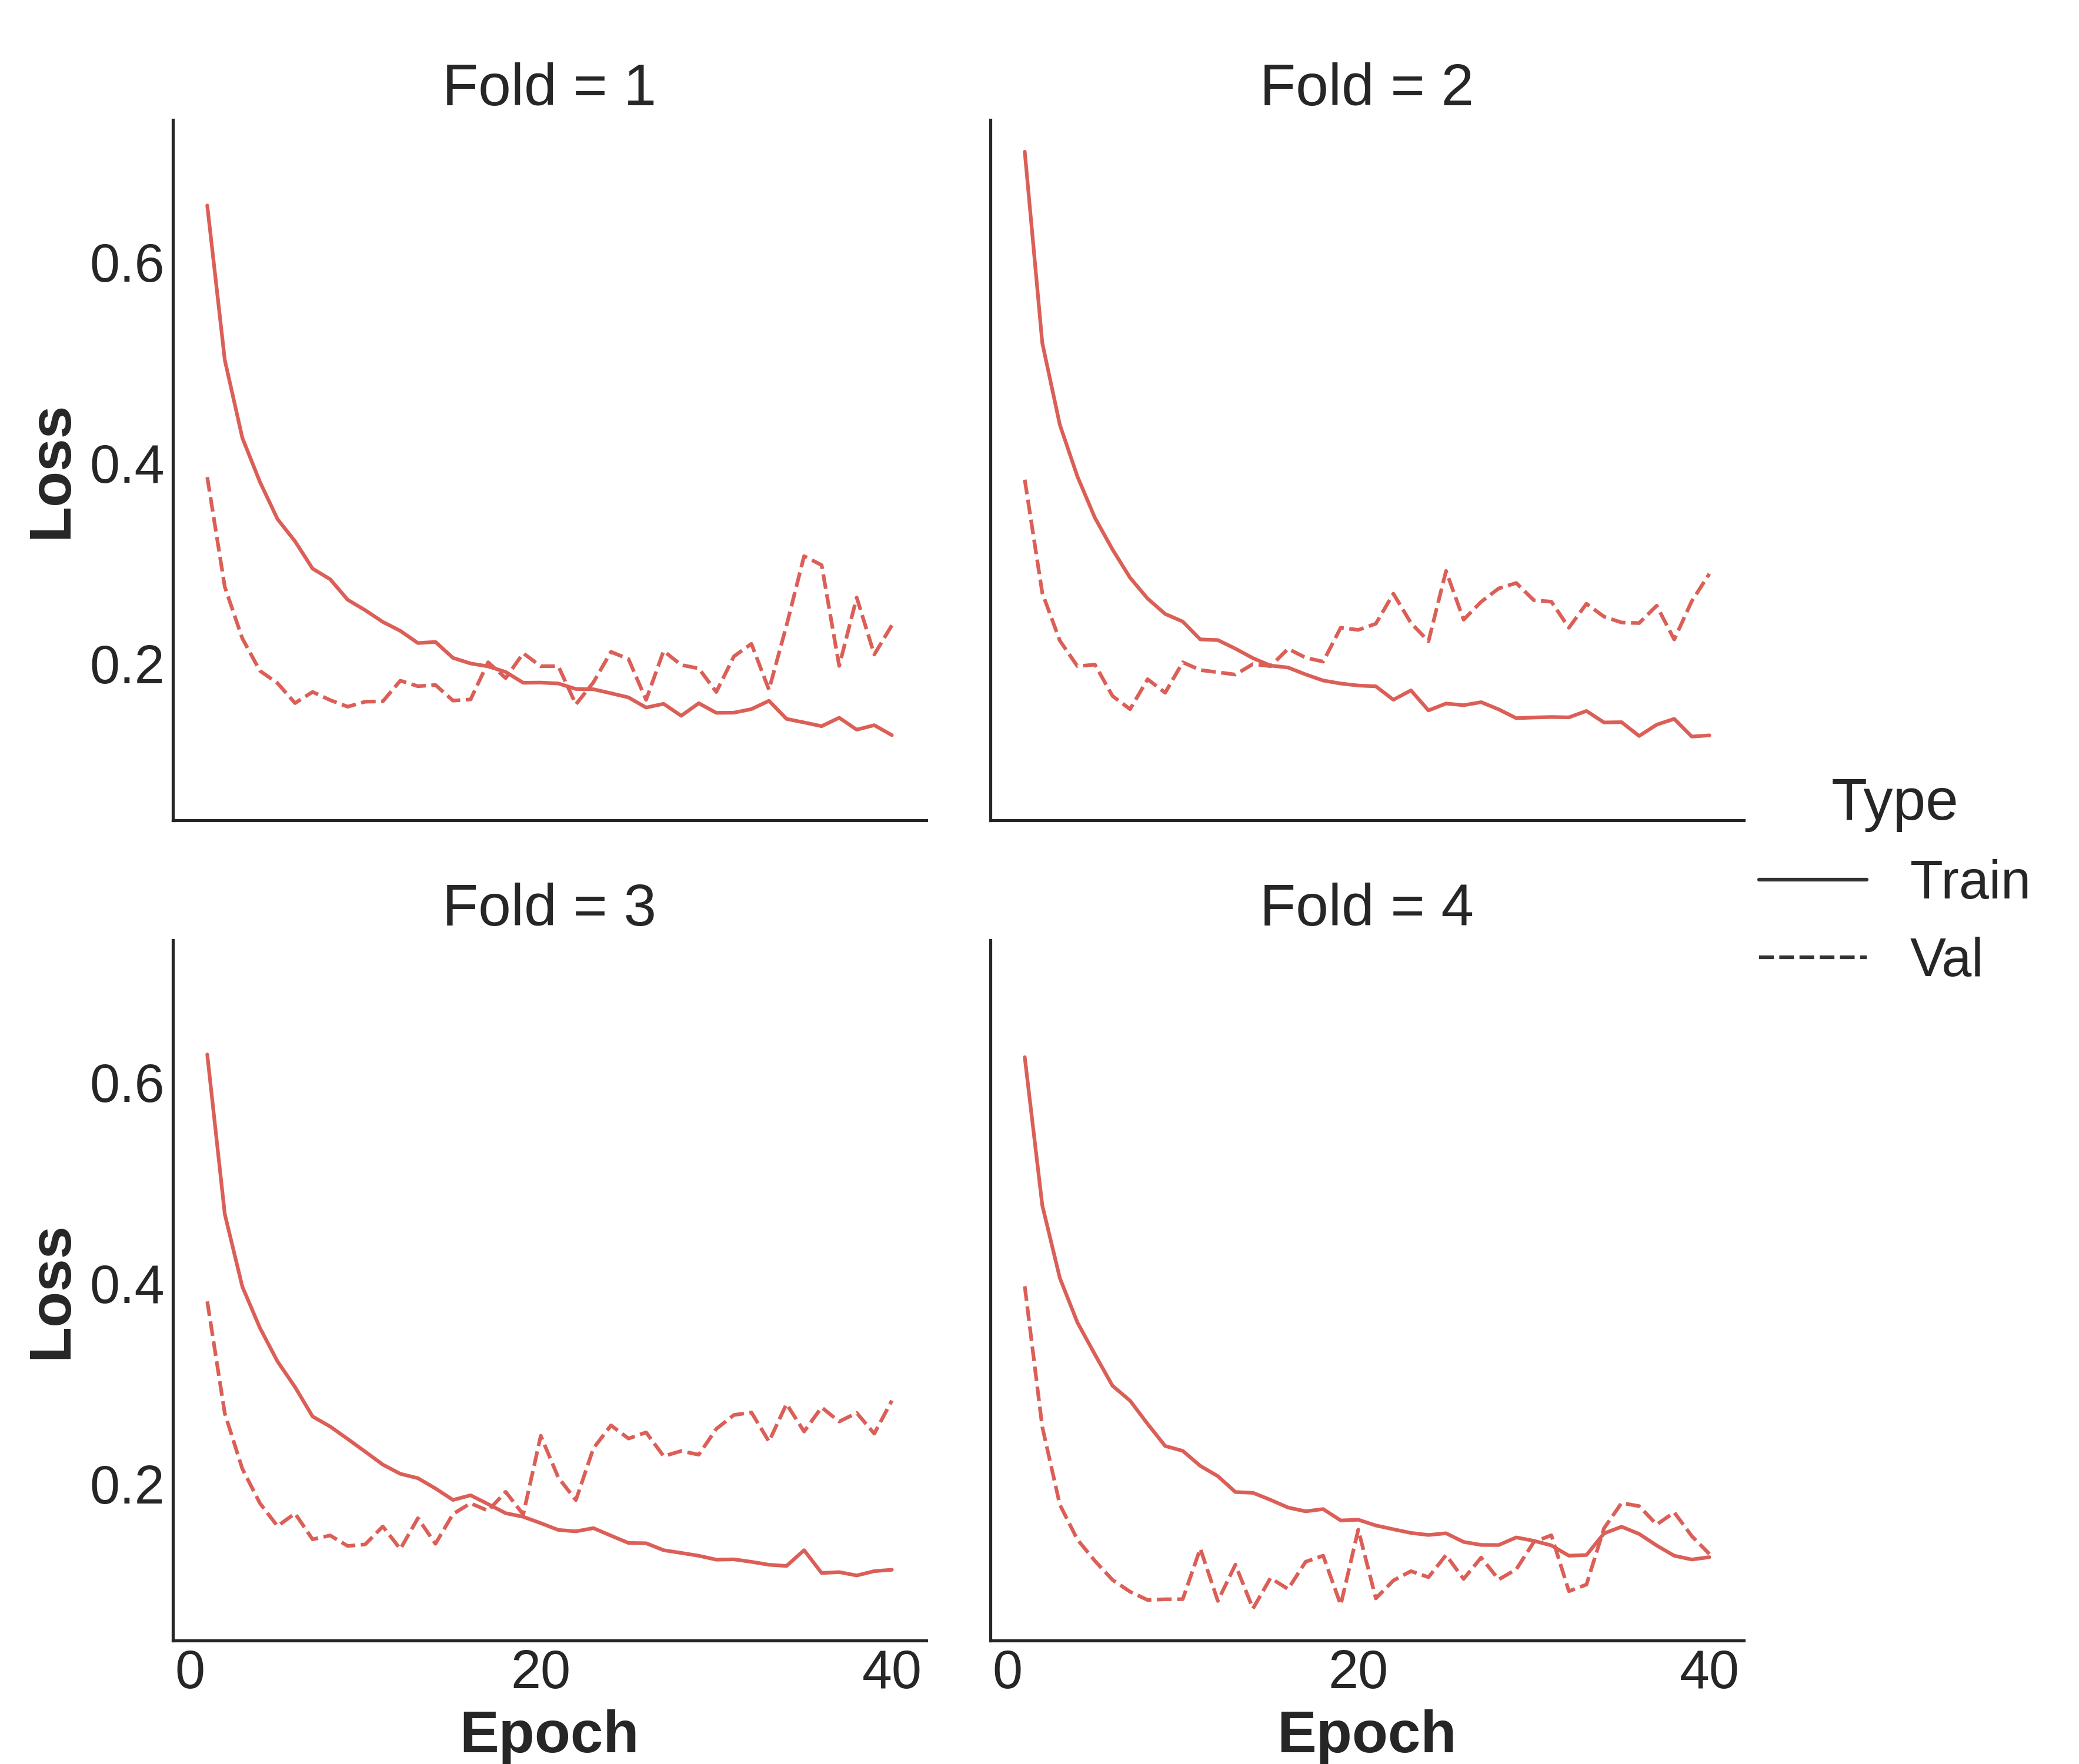 Fold = 1
Fold = 2
Loss
0.6
0.4
0.2
Type
Train
Val
Fold = 3
Fold = 4
Loss
0.6
0.4
0.2
0
20
40
0
20
40
Epoch
Epoch